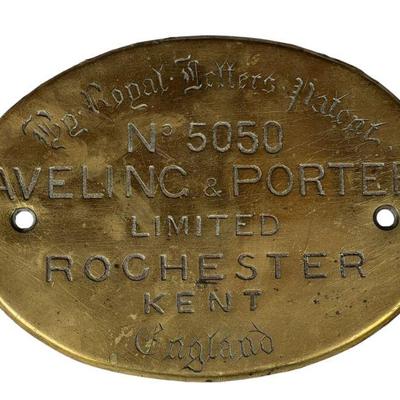 By Royal Letters Patent
Nº 5050
AVELING & PORTER
LIMITED
ROCHESTER
KENT
England